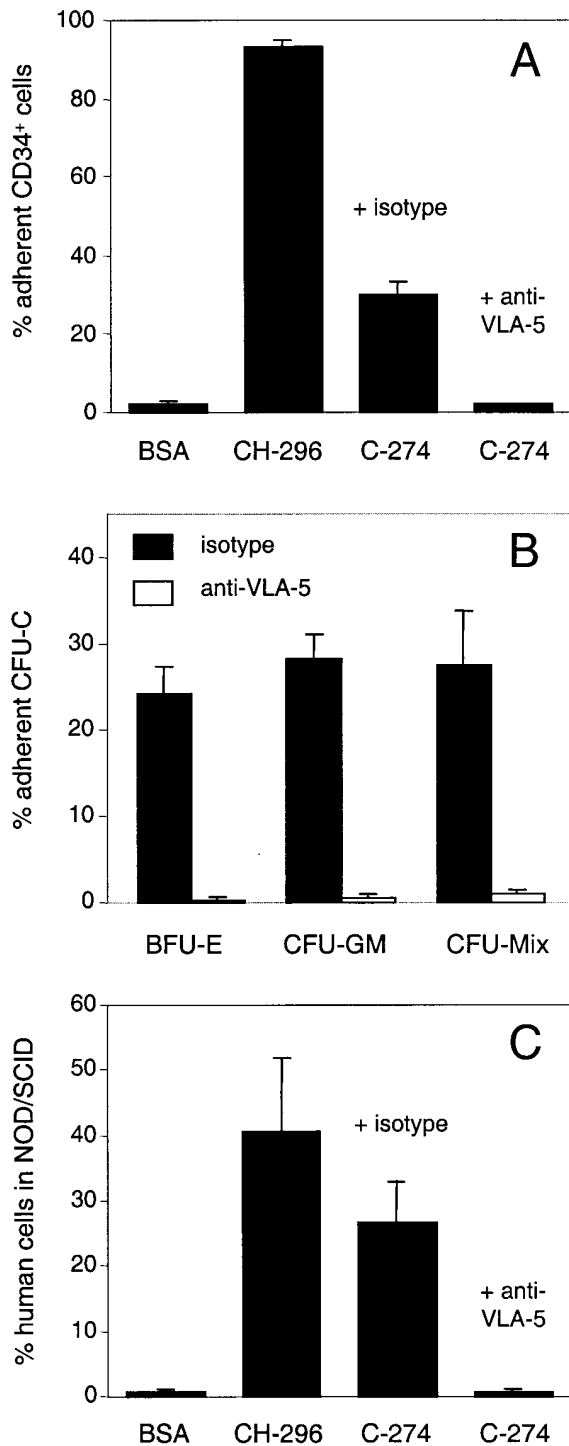 A
% adherent CD34⁺ cells
100
80
60
40
20
0
+ isotype
+ anti-
VLA-5
BSA CH-296 C-274 C-274
B
% adherent CFU-C
isotype
anti-VLA-5
40
30
20
10
0
BFU-E CFU-GM CFU-Mix
C
% human cells in NOD/SCID
60
50
40
30
20
10
0
+ isotype
+ anti-
VLA-5
BSA CH-296 C-274 C-274